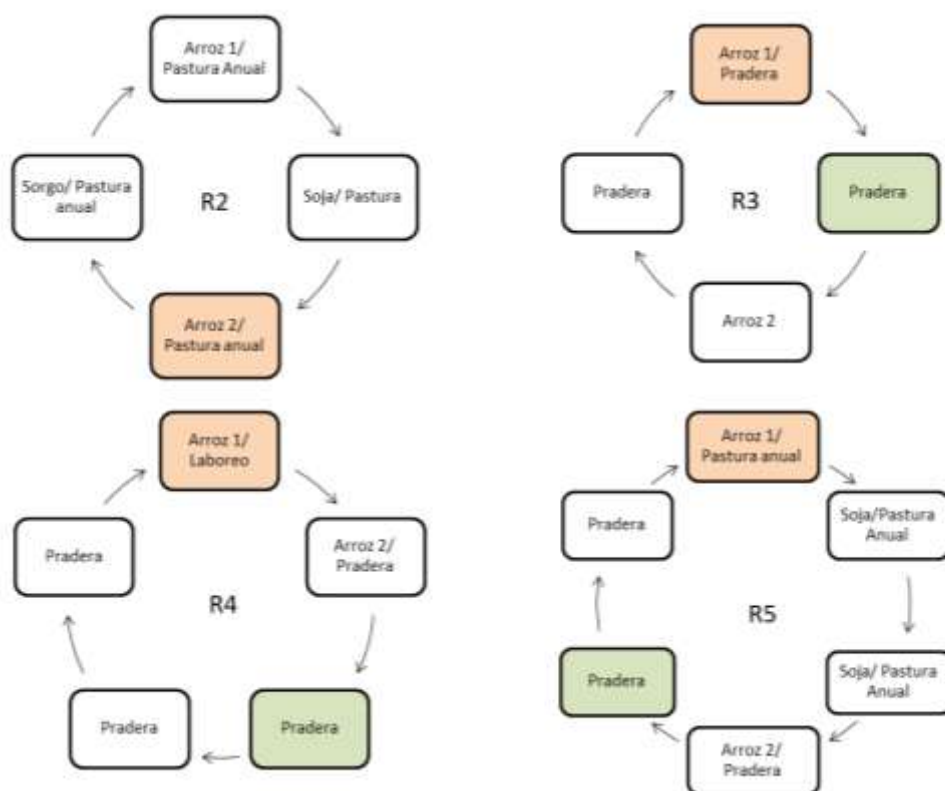 Arroz 1/
Pastura Anual
Sorgo/ Pastura
anual
R2
Soja/ Pastura
Arroz 2/
Pastura anual
Arroz 1/
Pradera
Pradera
R3
Pradera
Arroz 2
Arroz 1/
Laboreo
Pradera
Arroz 2/
Pradera
R4
Pradera
Pradera
Arroz 1/
Pastura anual
Pradera
Soja/Pastura
Anual
R5
Pradera
Soja/ Pastura
Anual
Arroz 2/
Pradera